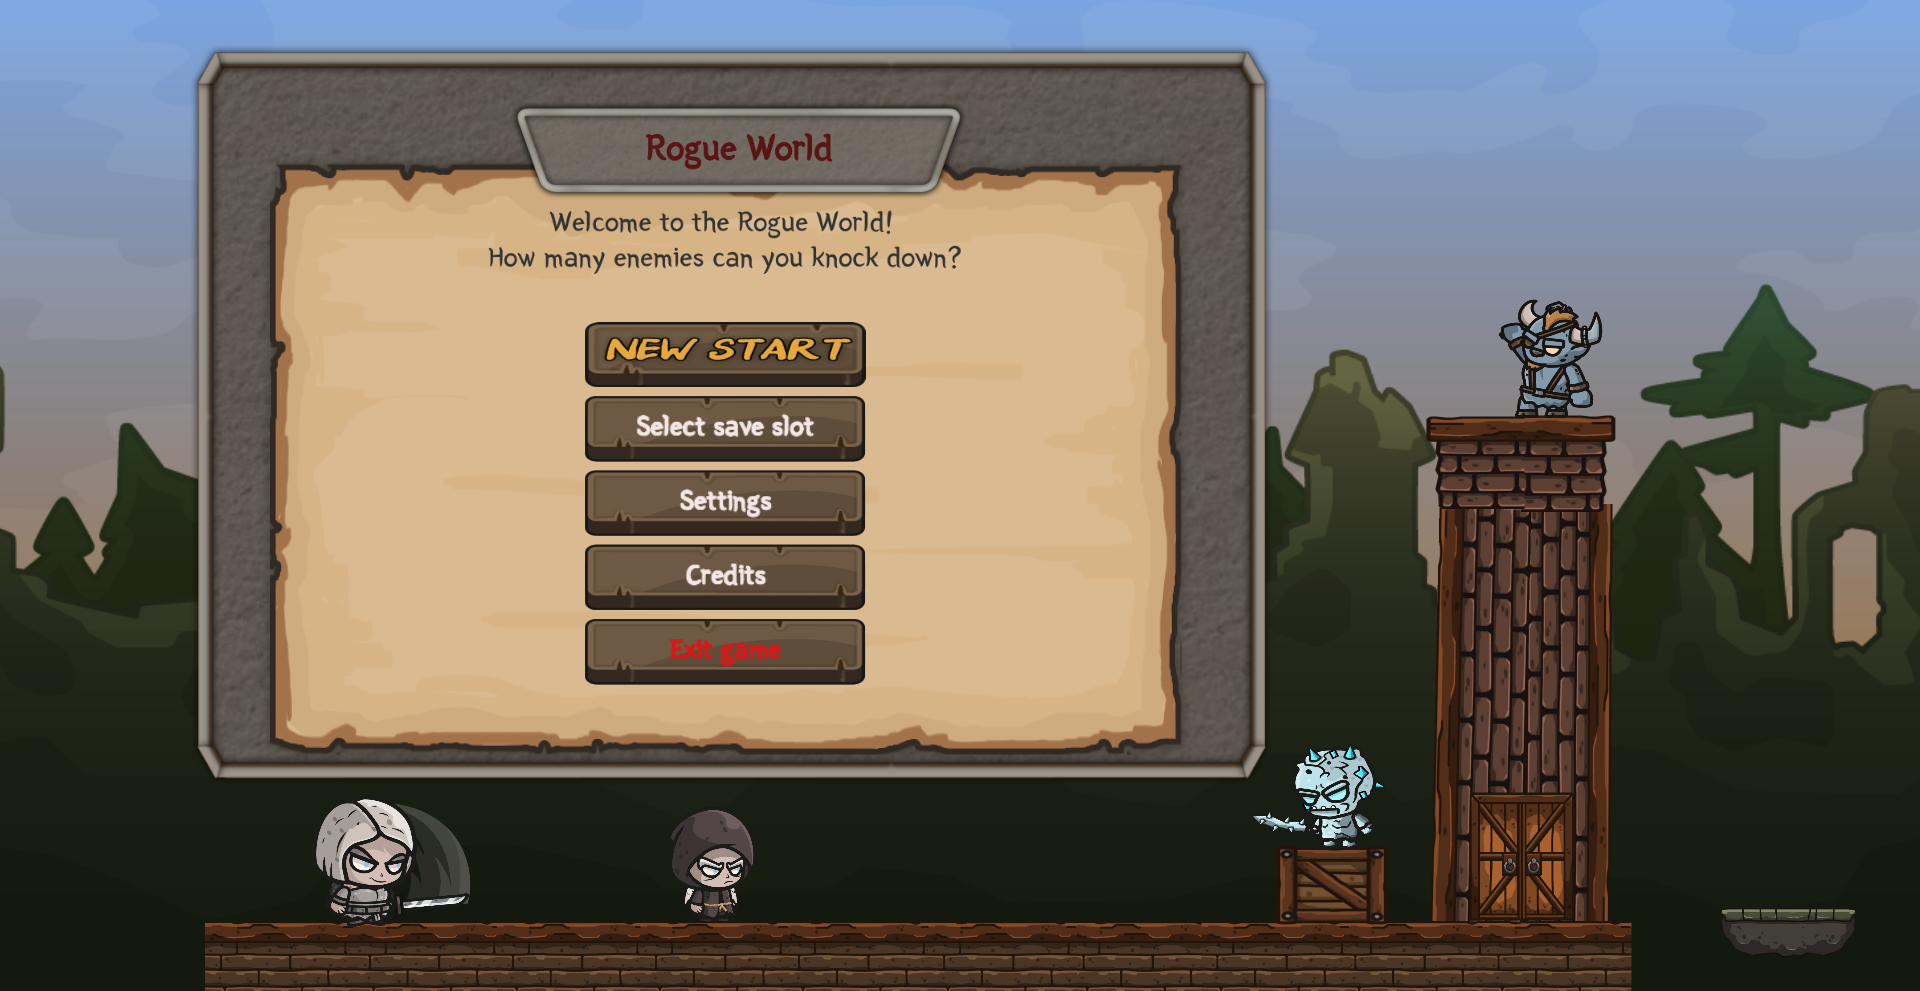 Rogue World
Welcome to the Rogue World!
How many enemies can you knock down?
NEW START
Select save slot
Settings
Credits
Exit game